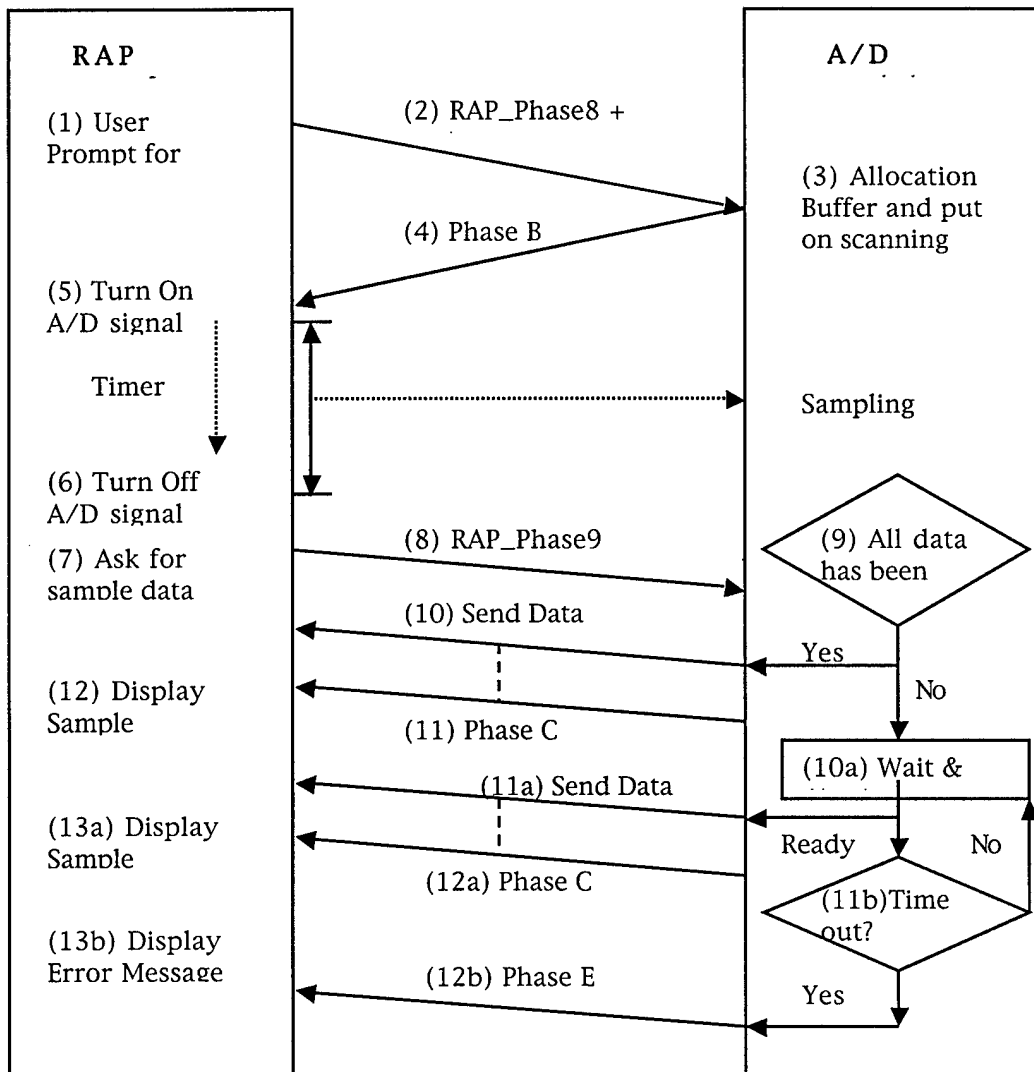 RAP
A/D
(1) User
Prompt for
(2) RAP_Phase8 +
(3) Allocation
Buffer and put
on scanning
(4) Phase B
(5) Turn On
A/D signal
Timer
Sampling
(6) Turn Off
A/D signal
(7) Ask for
sample data
(8) RAP_Phase9
(9) All data
has been
(10) Send Data
Yes
No
(12) Display
Sample
(11) Phase C
(10a) Wait &
(11a) Send Data
(13a) Display
Sample
Ready
No
(12a) Phase C
(11b)Time
out?
(13b) Display
Error Message
(12b) Phase E
Yes